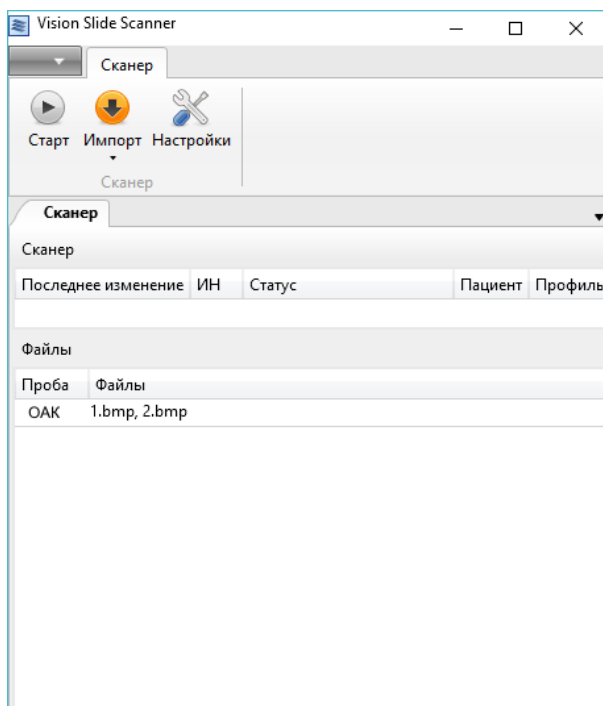 Vision Slide Scanner
Сканер
Старт Импорт Настройки
Сканер
Сканер
Сканер
Последнее изменение ИН Статус Пациент Профиль
Файлы
Проба Файлы
ОАК 1.bmp, 2.bmp